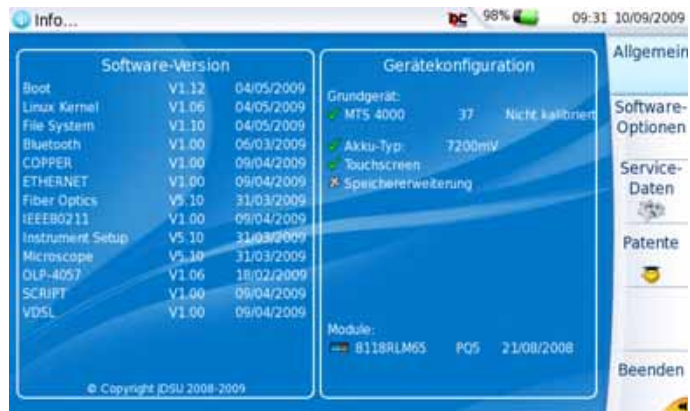 Info...
DC 98% 09:31 10/09/2009
Software-Version
Boot V1.12 04/05/2009
Linux Kernel V1.06 04/05/2009
File System V1.10 04/05/2009
Bluetooth V1.00 06/03/2009
COPPER V1.00 09/04/2009
ETHERNET V1.00 09/04/2009
Fiber Optics V5.10 31/03/2009
IEEE80211 V1.00 09/04/2009
Instrument Setup V5.10 31/03/2009
Microscope V5.10 31/03/2009
OLP-4057 V1.06 18/02/2009
SCRIPT V1.00 09/04/2009
VDSL V1.00 09/04/2009
© Copyright JDSU 2008-2009
Gerätekonfiguration
Grundgerät:
MTS 4000 37 Nicht kalibriert
Akku-Typ: 7200mV
Touchscreen
Speichererweiterung
Module:
8118RLM65 PQ5 21/08/2008
Allgemein
Software-
Optionen
Service-
Daten
Patente
Beenden